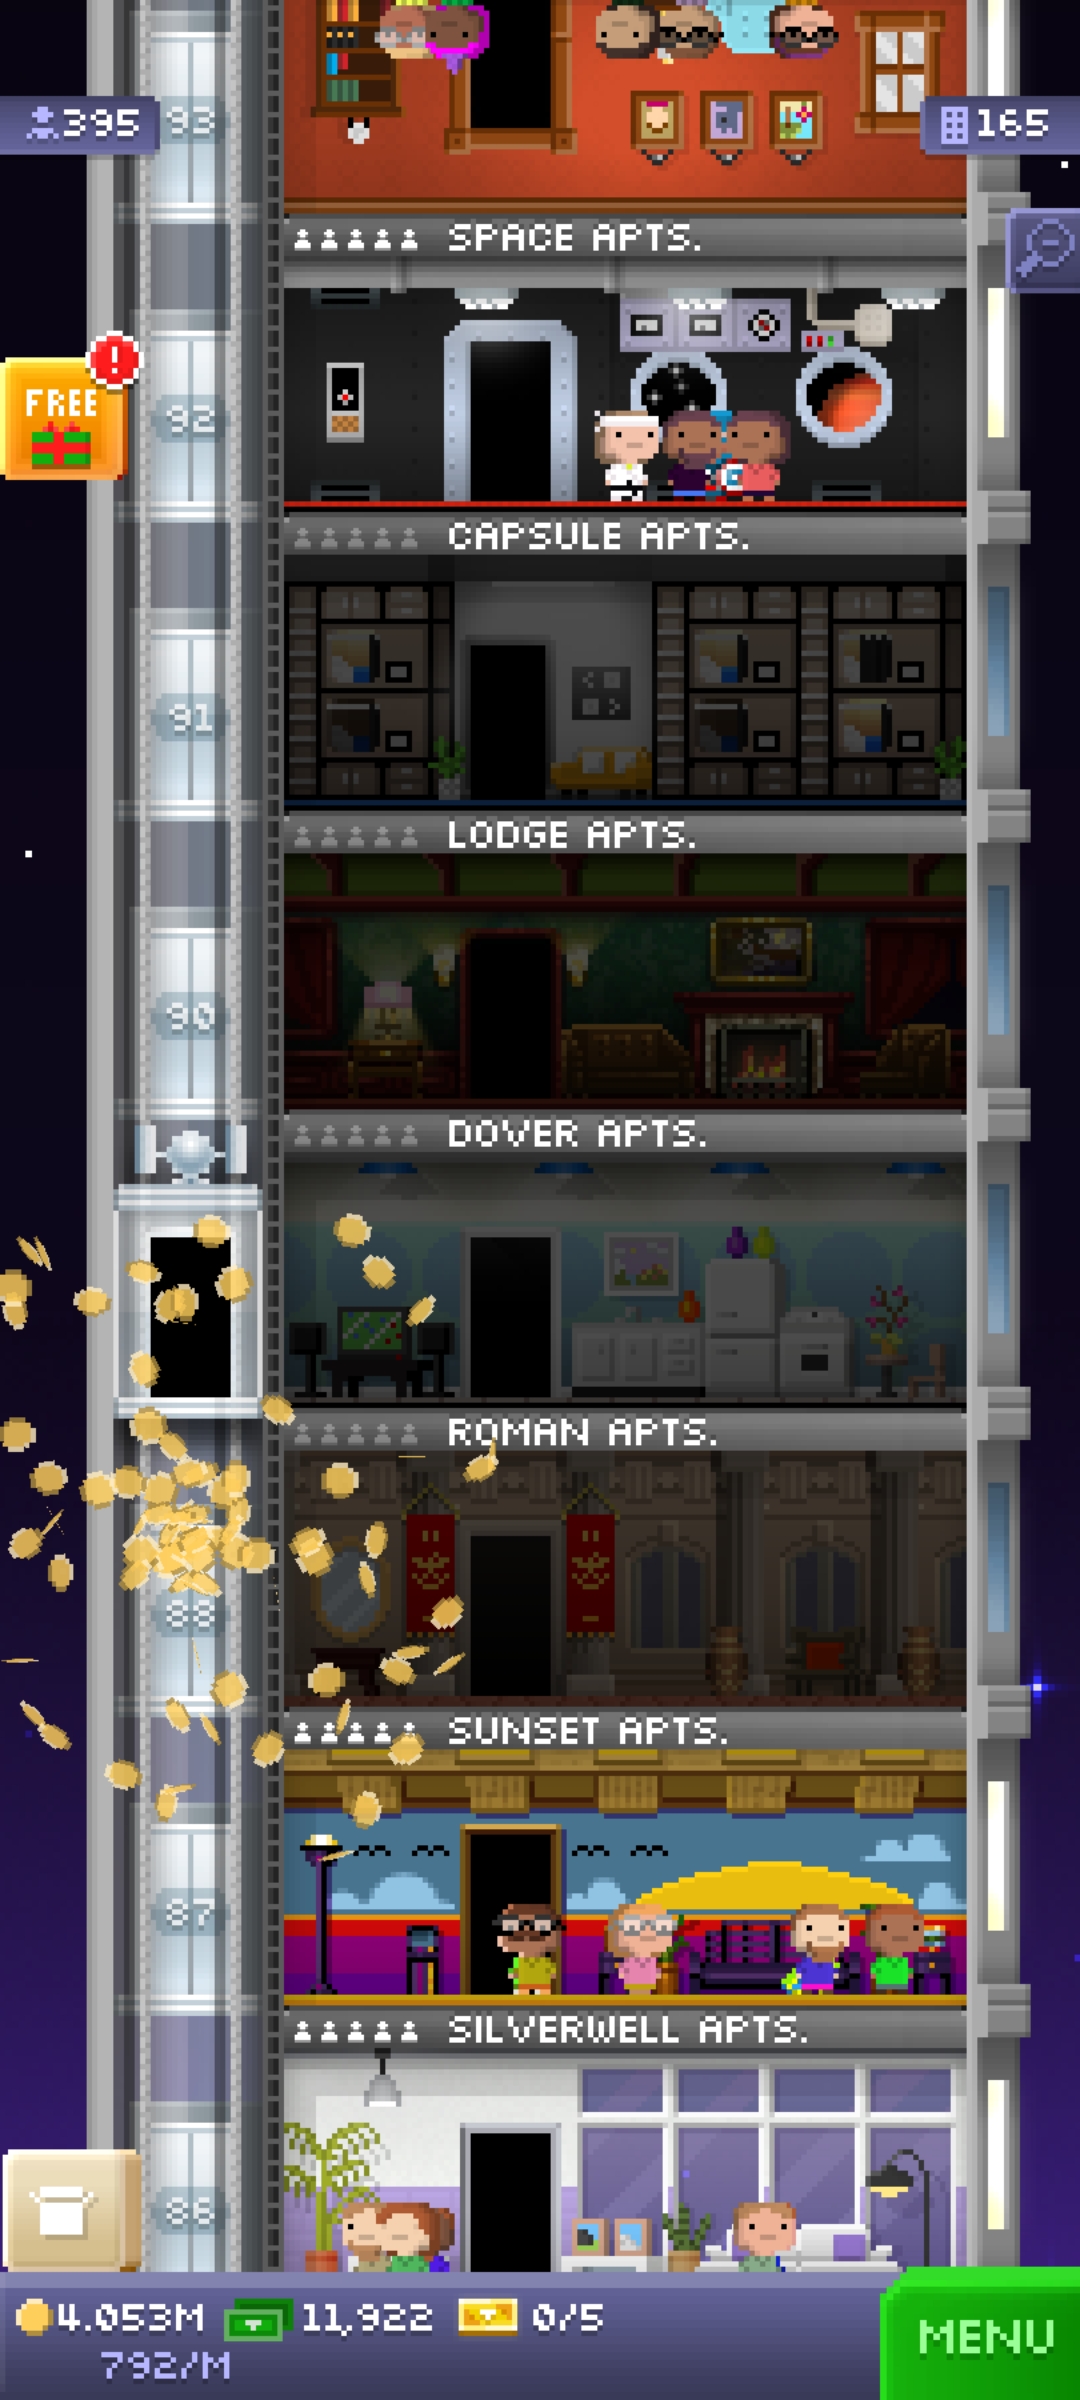 395
93
165
SPACE APTS.
FREE
!
92
CAPSULE APTS.
91
LODGE APTS.
90
DOVER APTS.
ROMAN APTS.
88
SUNSET APTS.
87
SILVERWELL APTS.
86
4.053M
11,922
0/5
792/M
MENU